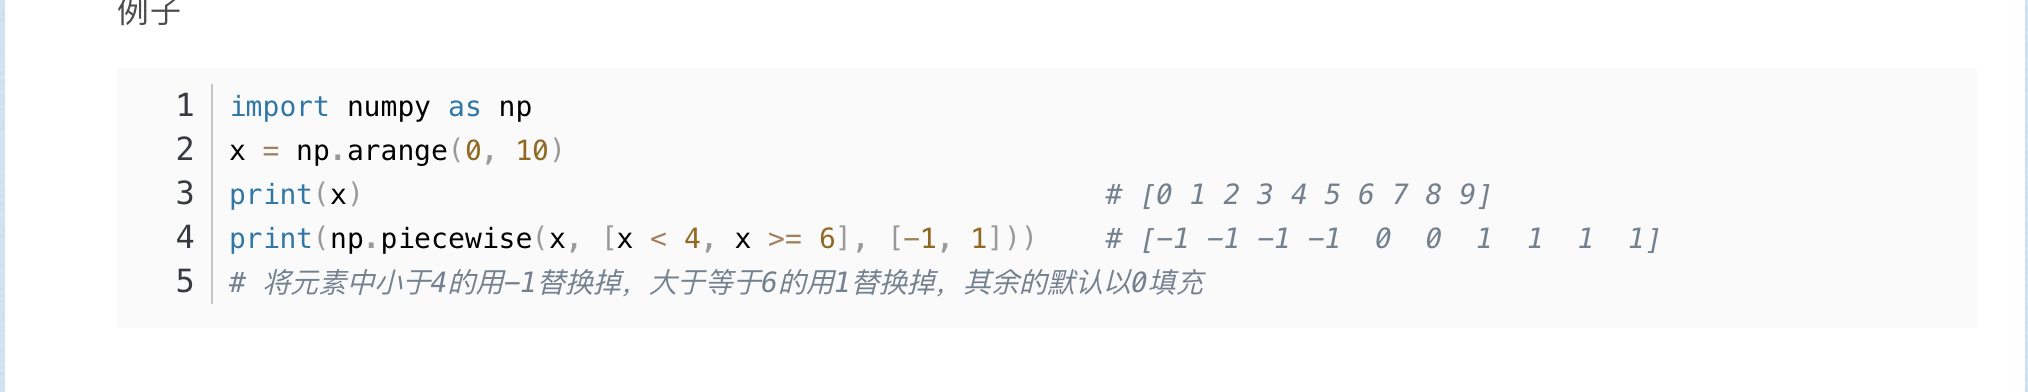 例子
1 import numpy as np
2 x = np.arange(0, 10)
3 print(x) # [0 1 2 3 4 5 6 7 8 9]
4 print(np.piecewise(x, [x < 4, x >= 6], [-1, 1])) # [-1 -1 -1 -1 0 0 1 1 1 1]
5 # 将元素中小于4的用-1替换掉，大于等于6的用1替换掉，其余的默认以0填充